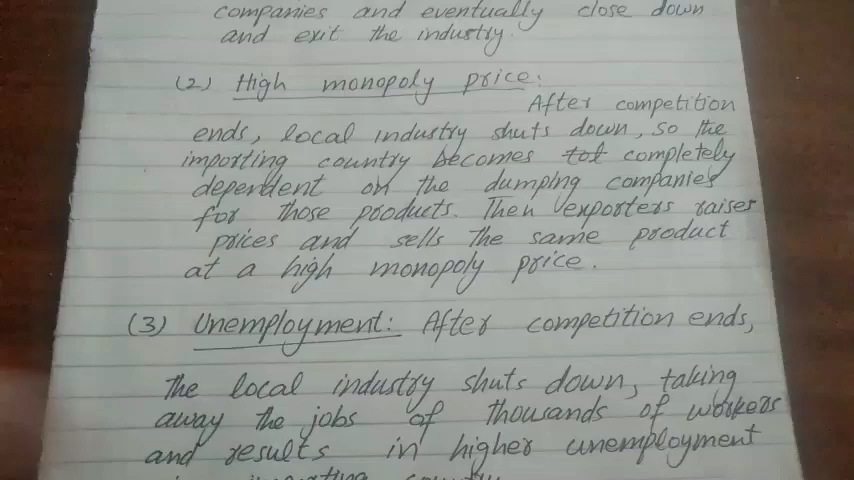 companies and eventually close down
and exit the industry.
(2) High monopoly price:
After competition
ends, local industry shuts down, so the
importing country becomes tot completely
dependent on the dumping companies
for those products. Then exporters raises
prices and sells the same product
at a high monopoly price.
(3) Unemployment: After competition ends,
the local industry shuts down, taking
away the jobs of thousands of workers
and results in higher unemployment